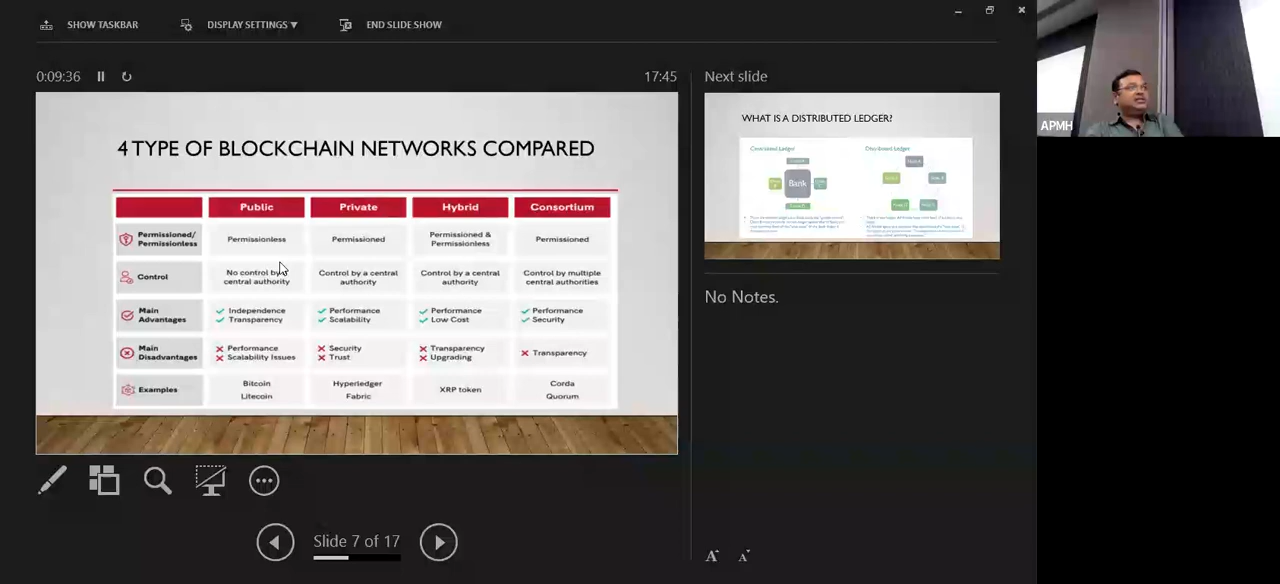 SHOW TASKBAR
DISPLAY SETTINGS ▼
END SLIDE SHOW
0:09:36
17:45
4 TYPE OF BLOCKCHAIN NETWORKS COMPARED
Public
Private
Hybrid
Consortium
Permissioned/
Permissionless
Permissionless
Permissioned
Permissioned &
Permissionless
Permissioned
Control
No control by
central authority
Control by a central
authority
Control by a central
authority
Control by multiple
central authorities
Main
Advantages
Independence
Transparency
Performance
Scalability
Performance
Low Cost
Performance
Security
Main
Disadvantages
Performance
Scalability Issues
Security
Trust
Transparency
Upgrading
Transparency
Examples
Bitcoin
Litecoin
Hyperledger
Fabric
XRP token
Corda
Quorum
Slide 7 of 17
Next slide
WHAT IS A DISTRIBUTED LEDGER?
Bank
No Notes.
A
A
APMH